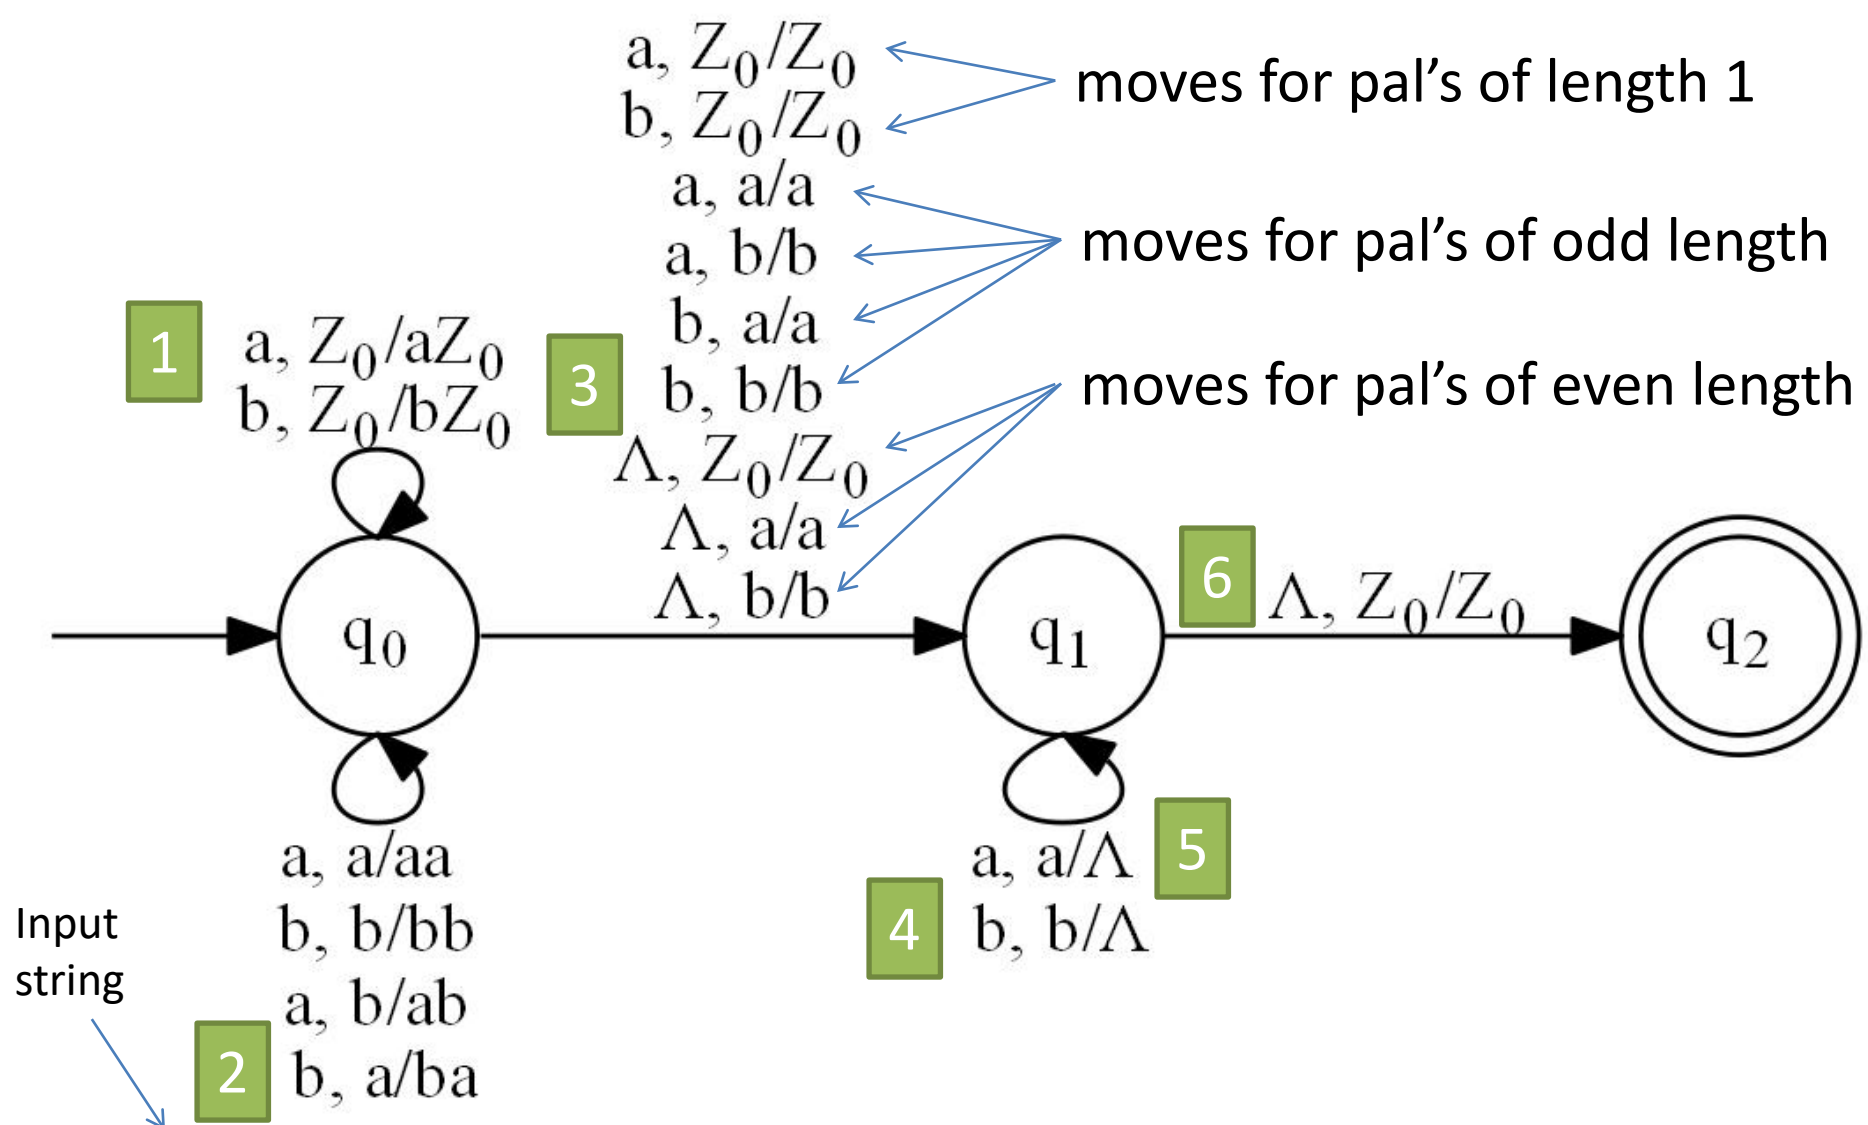 a, Z₀/Z₀
b, Z₀/Z₀
moves for pal's of length 1
a, a/a
a, b/b
b, a/a
b, b/b
moves for pal's of odd length
Λ, Z₀/Z₀
Λ, a/a
Λ, b/b
moves for pal's of even length
1
a, Z₀/aZ₀
b, Z₀/bZ₀
3
q₀
q₁
6
Λ, Z₀/Z₀
q₂
a, a/aa
b, b/bb
a, b/ab
2
b, a/ba
a, a/Λ
5
4
b, b/Λ
Input
string